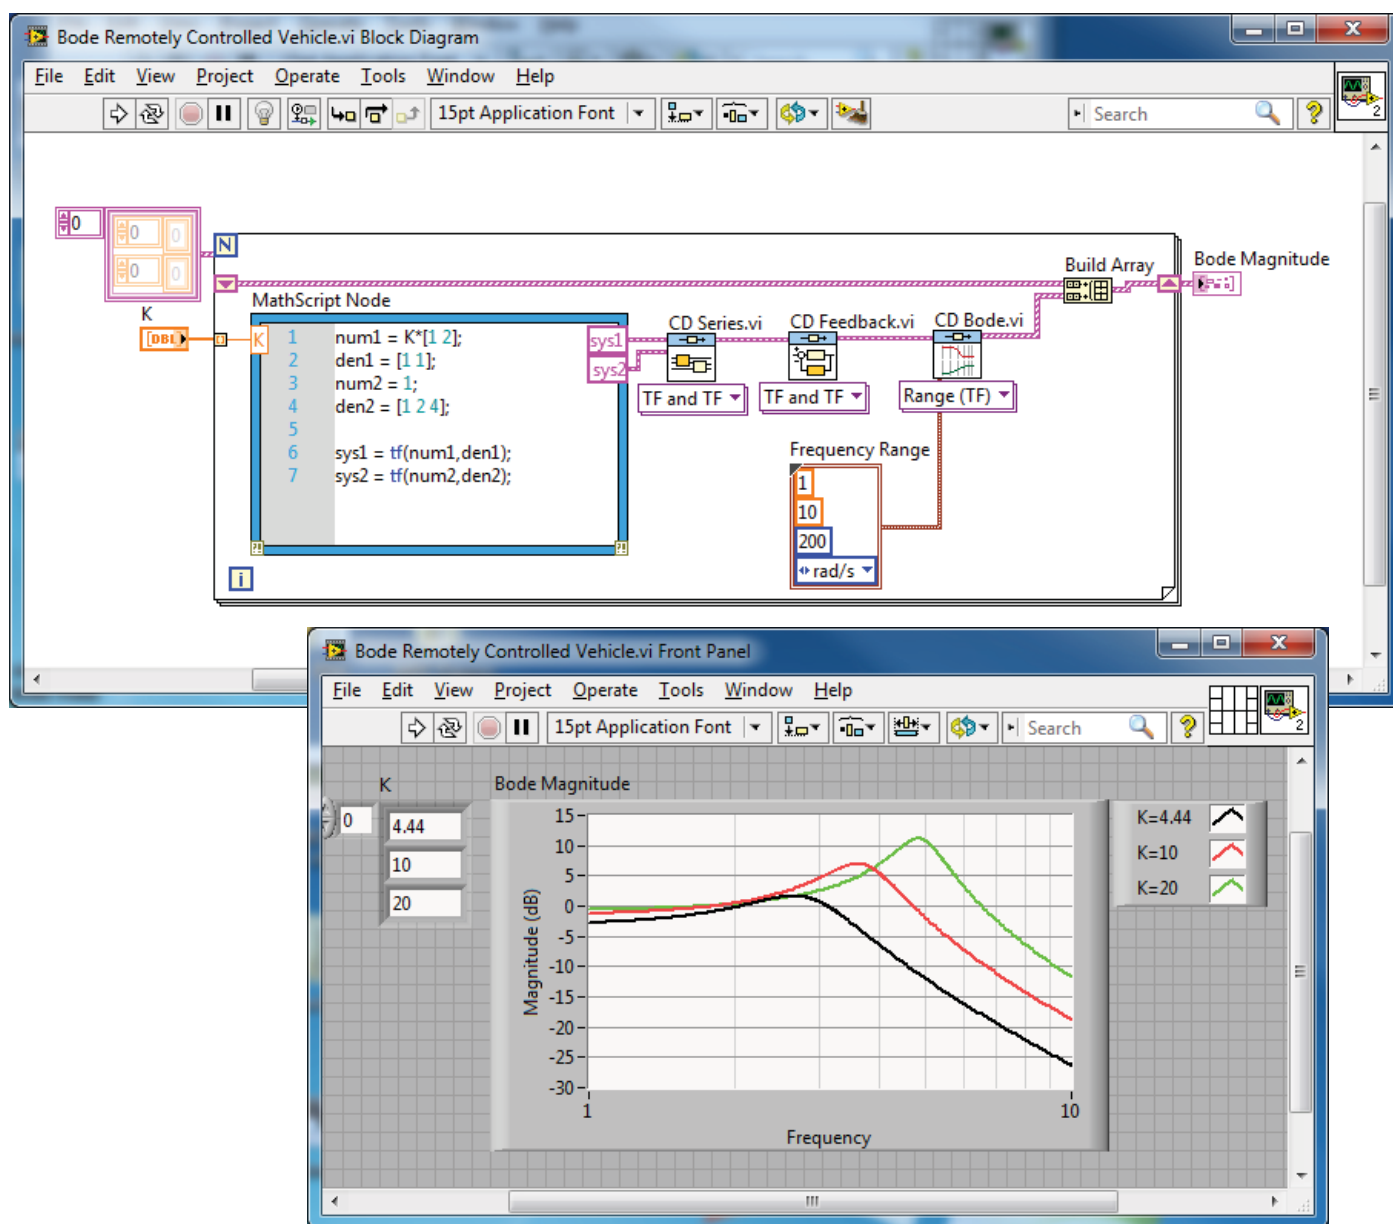 Bode Remotely Controlled Vehicle.vi Block Diagram
File Edit View Project Operate Tools Window Help
15pt Application Font
Search
2
0
0 0
0 0
N
K
DBL
MathScript Node
K
1 num1 = K*[1 2];
2 den1 = [1 1];
3 num2 = 1;
4 den2 = [1 2 4];
5
6 sys1 = tf(num1,den1);
7 sys2 = tf(num2,den2);
sys1
sys2
i
CD Series.vi
TF and TF
CD Feedback.vi
TF and TF
CD Bode.vi
Range (TF)
Frequency Range
1
10
200
rad/s
Build Array
Bode Magnitude
Bode Remotely Controlled Vehicle.vi Front Panel
File Edit View Project Operate Tools Window Help
15pt Application Font
Search
2
K
0
4.44
10
20
Bode Magnitude
15
10
5
0
-5
-10
-15
-20
-25
-30
Magnitude (dB)
1
10
Frequency
K=4.44
K=10
K=20